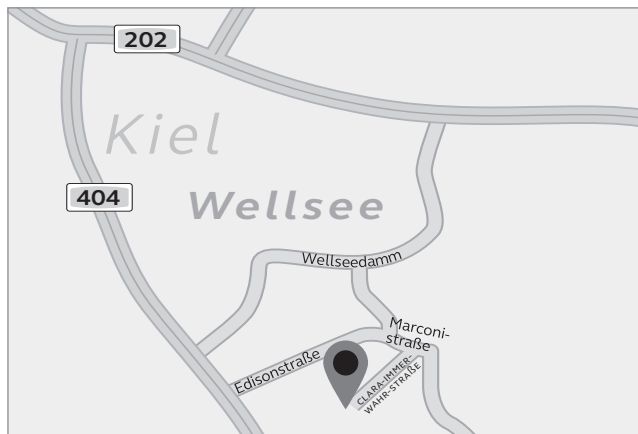 202
Kiel
404
Wellsee
Wellseedamm
Marconi-
straße
Edisonstraße
CLARA-IMMER-
WAHR-STRAßE